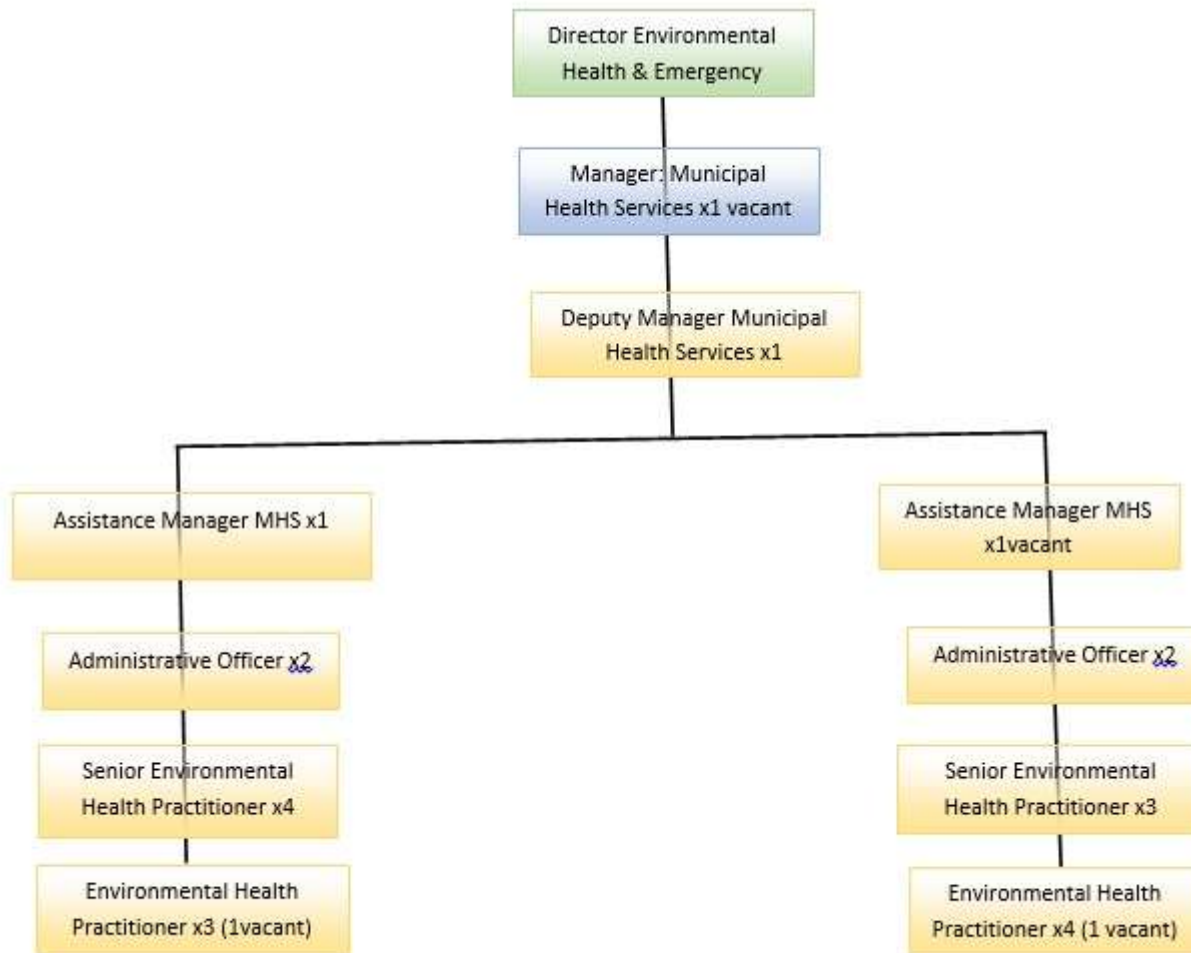 Director Environmental
Health & Emergency
Manager: Municipal
Health Services x1 vacant
Deputy Manager Municipal
Health Services x1
Assistance Manager MHS x1
Assistance Manager MHS
x1vacant
Administrative Officer x2
Administrative Officer x2
Senior Environmental
Health Practitioner x4
Senior Environmental
Health Practitioner x3
Environmental Health
Practitioner x3 (1vacant)
Environmental Health
Practitioner x4 (1 vacant)